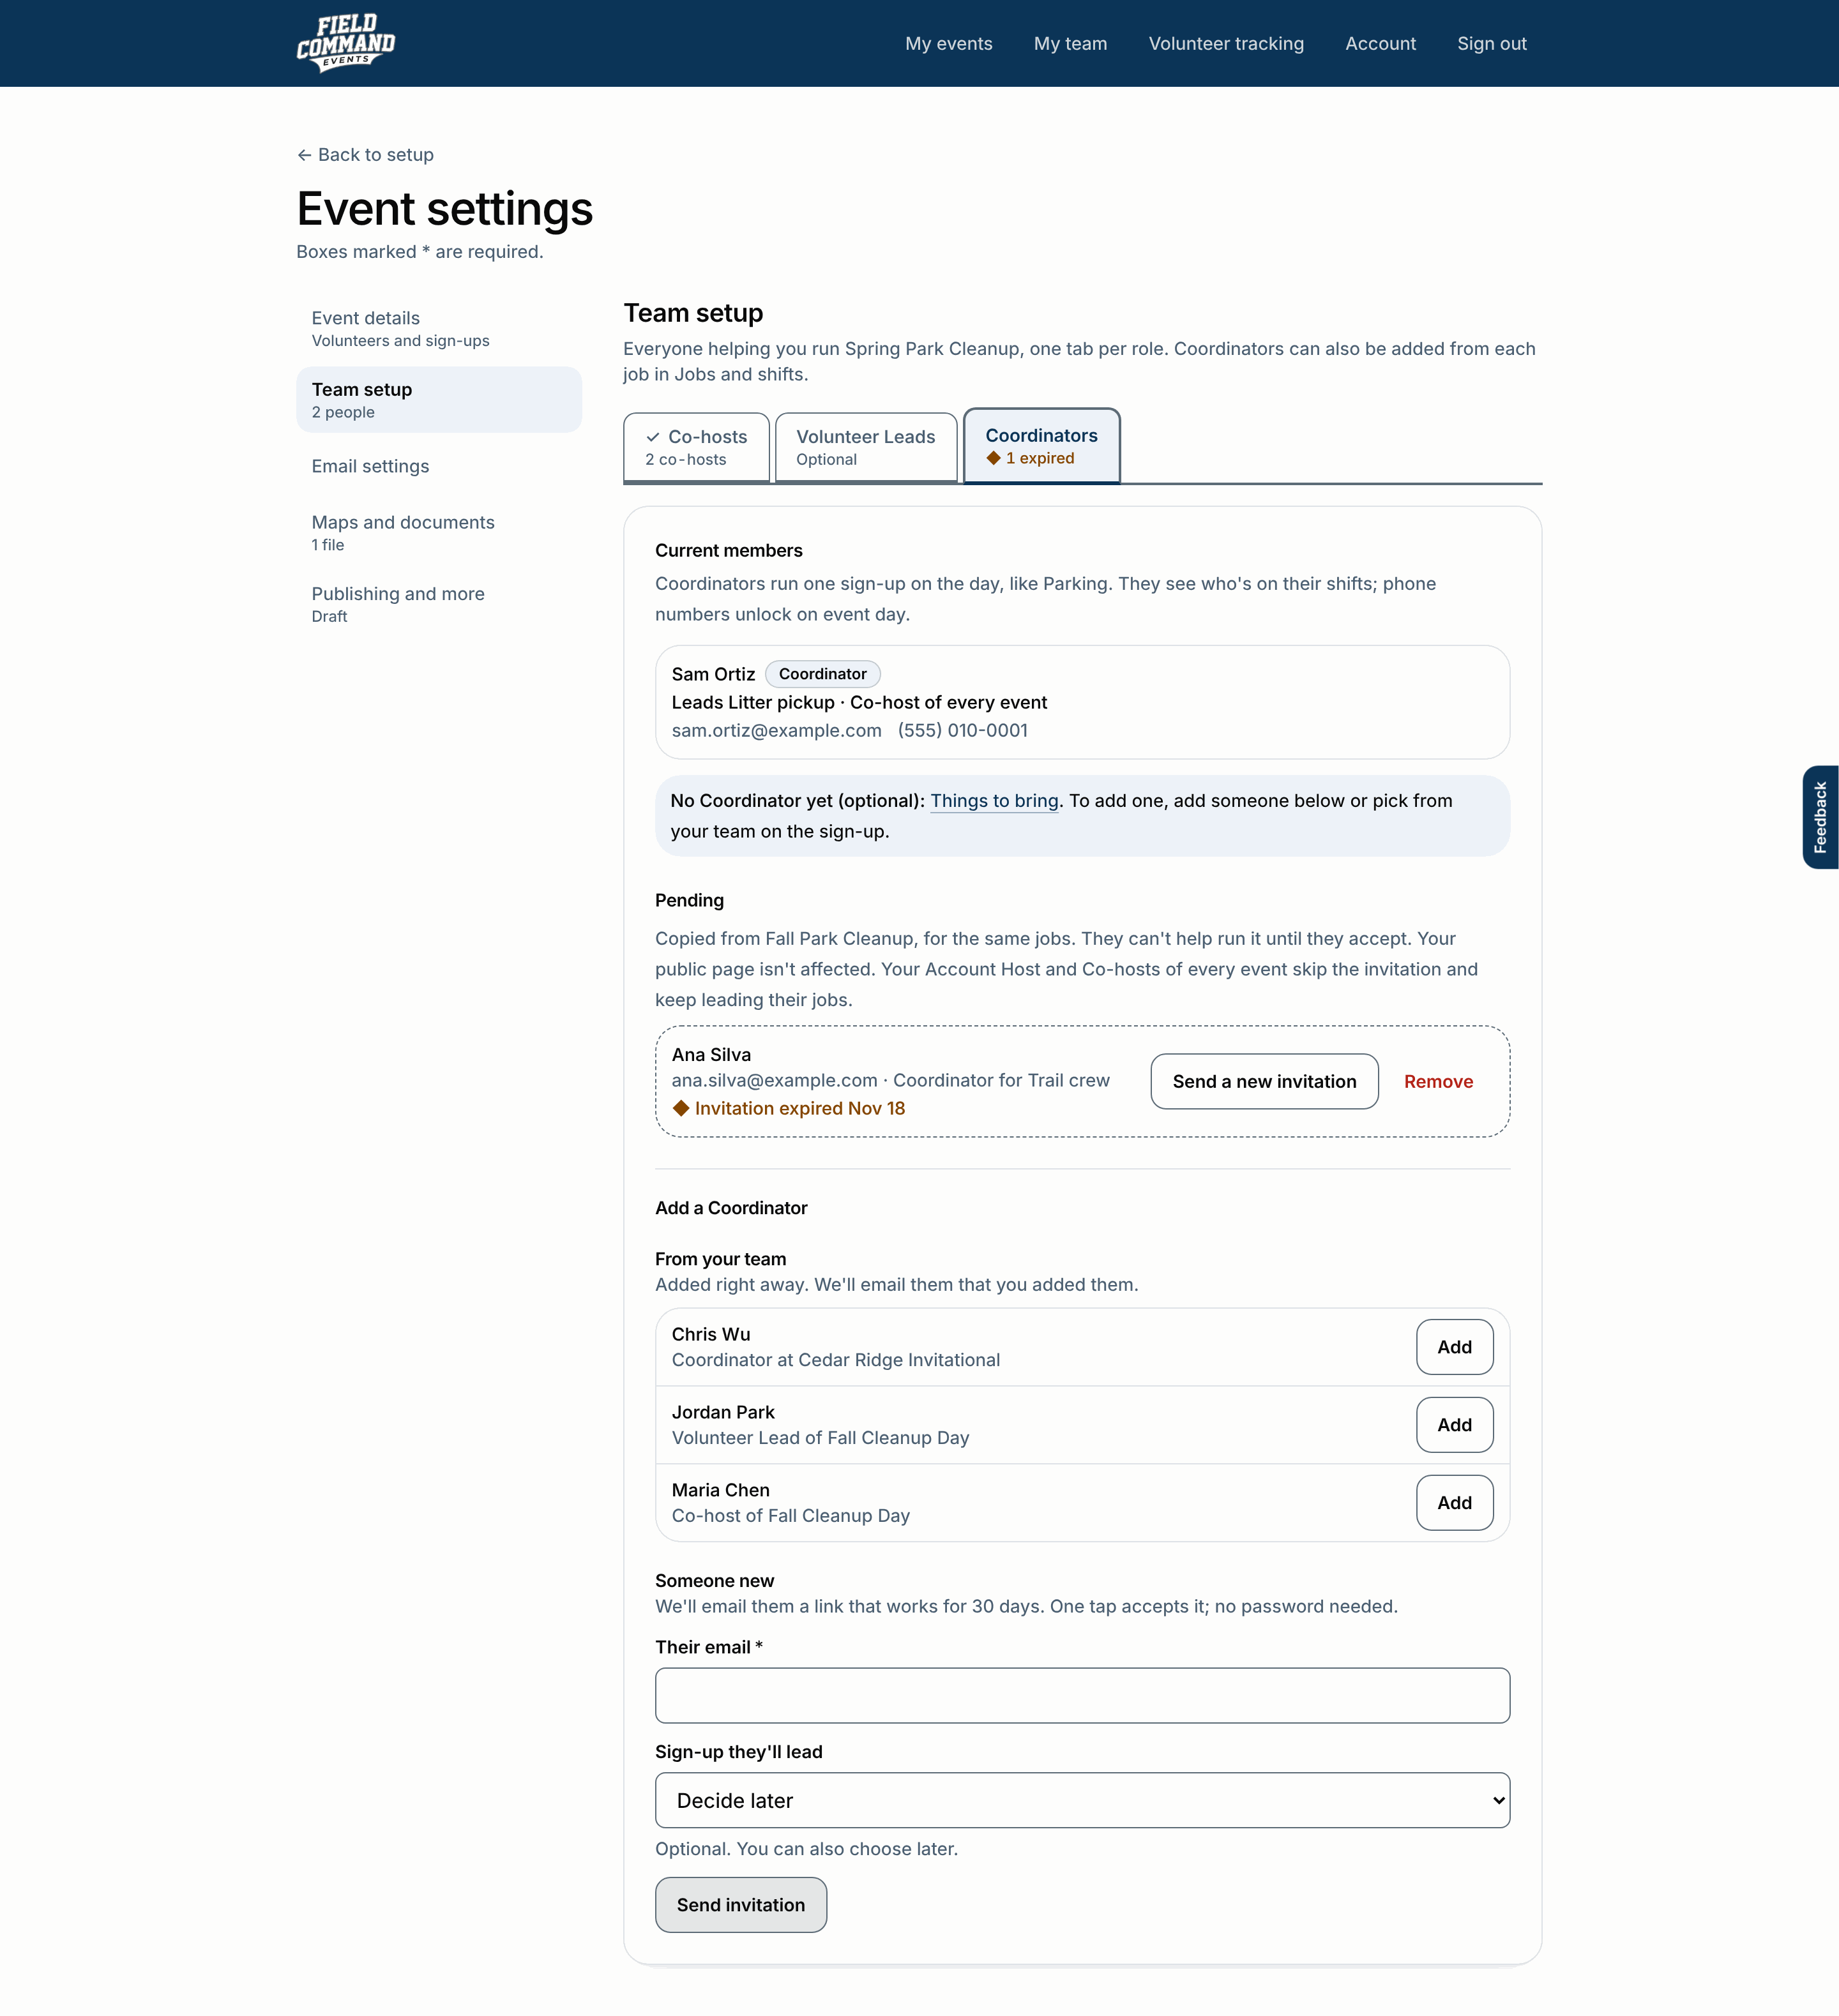 FIELD
COMMAND
EVENTS
My events
My team
Volunteer tracking
Account
Sign out
← Back to setup
Event settings
Boxes marked * are required.
Event details
Volunteers and sign-ups
Team setup
2 people
Email settings
Maps and documents
1 file
Publishing and more
Draft
Team setup
Everyone helping you run Spring Park Cleanup, one tab per role. Coordinators can also be added from each
job in Jobs and shifts.
✓ Co-hosts
2 co-hosts
Volunteer Leads
Optional
Coordinators
◆ 1 expired
Current members
Coordinators run one sign-up on the day, like Parking. They see who's on their shifts; phone
numbers unlock on event day.
Sam Ortiz Coordinator
Leads Litter pickup · Co-host of every event
sam.ortiz@example.com (555) 010-0001
No Coordinator yet (optional): Things to bring. To add one, add someone below or pick from
your team on the sign-up.
Pending
Copied from Fall Park Cleanup, for the same jobs. They can't help run it until they accept. Your
public page isn't affected. Your Account Host and Co-hosts of every event skip the invitation and
keep leading their jobs.
Ana Silva
ana.silva@example.com · Coordinator for Trail crew
◆ Invitation expired Nov 18
Send a new invitation
Remove
Add a Coordinator
From your team
Added right away. We'll email them that you added them.
Chris Wu
Coordinator at Cedar Ridge Invitational
Add
Jordan Park
Volunteer Lead of Fall Cleanup Day
Add
Maria Chen
Co-host of Fall Cleanup Day
Add
Someone new
We'll email them a link that works for 30 days. One tap accepts it; no password needed.
Their email *
Sign-up they'll lead
Decide later
Optional. You can also choose later.
Send invitation
Feedback